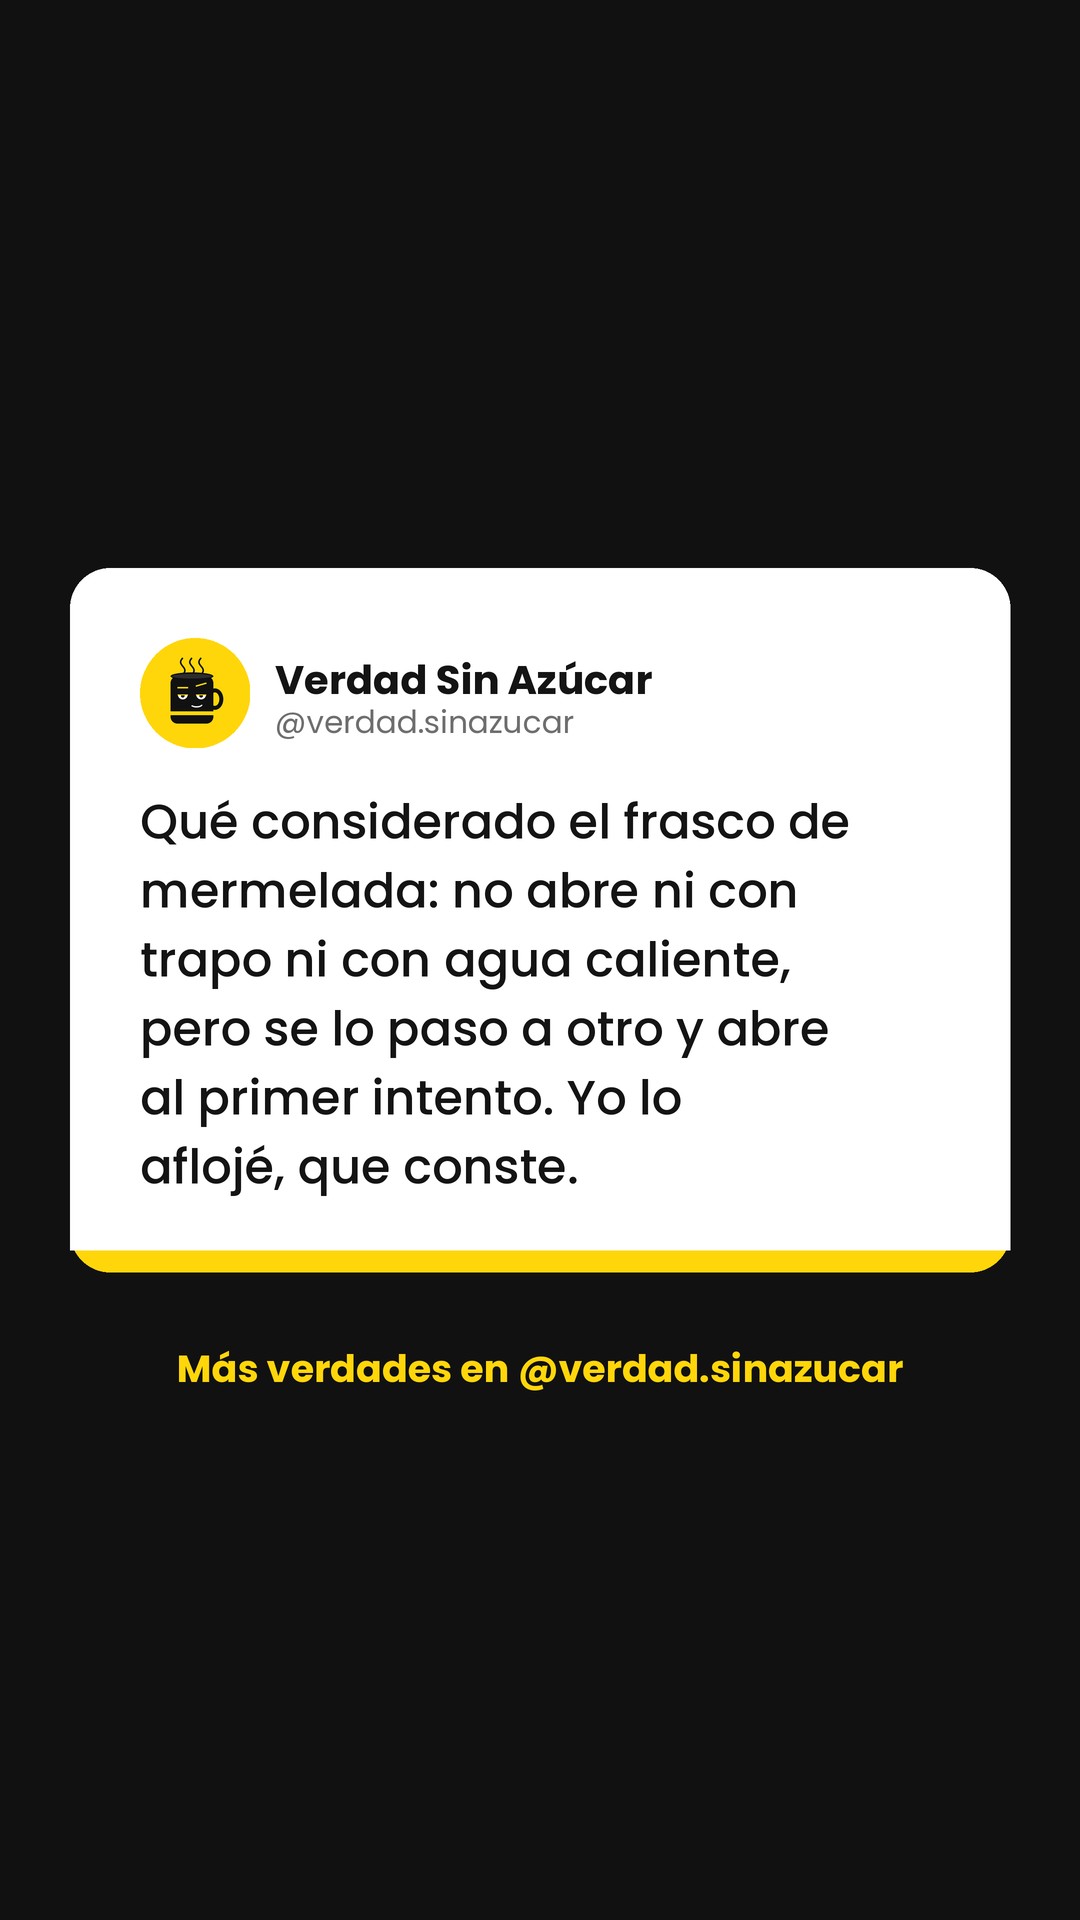 Verdad Sin Azúcar
@verdad.sinazucar
Qué considerado el frasco de
mermelada: no abre ni con
trapo ni con agua caliente,
pero se lo paso a otro y abre
al primer intento. Yo lo
aflojé, que conste.
Más verdades en @verdad.sinazucar